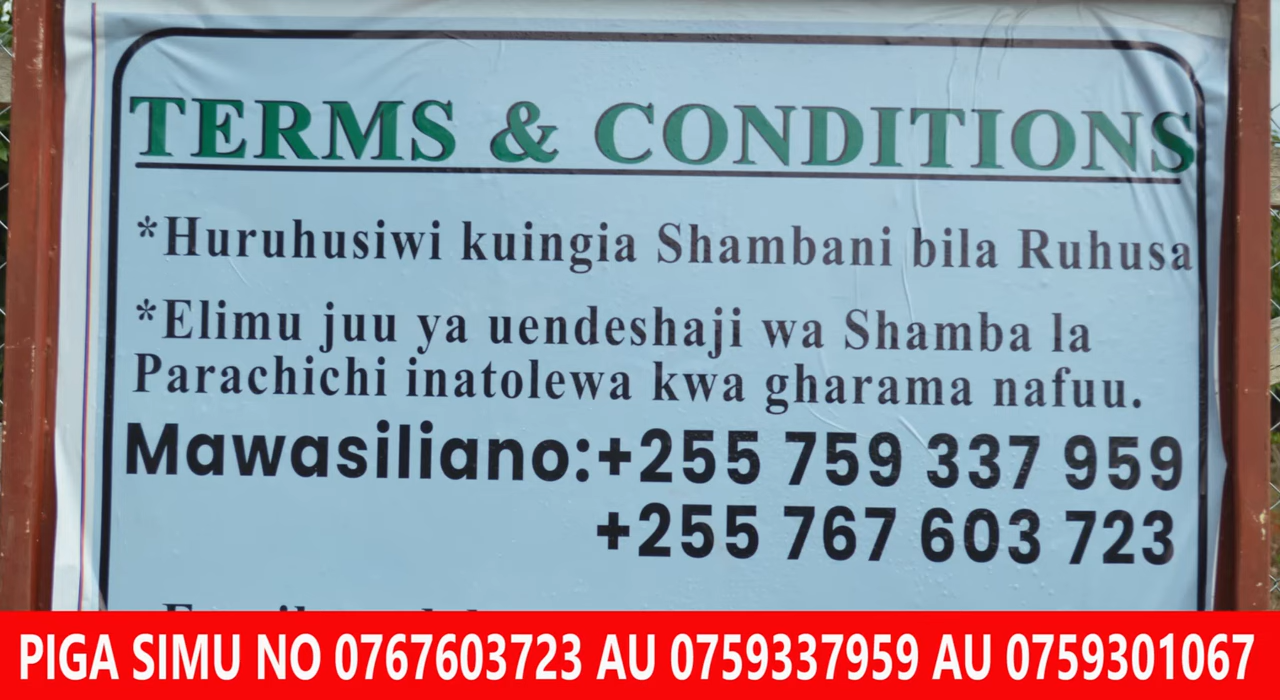 TERMS & CONDITIONS
*Huruhusiwi kuingia Shambani bila Ruhusa
*Elimu juu ya uendeshaji wa Shamba la
Parachichi inatolewa kwa gharama nafuu.
Mawasiliano:+255 759 337 959
+255 767 603 723
PIGA SIMU NO 0767603723 AU 0759337959 AU 0759301067